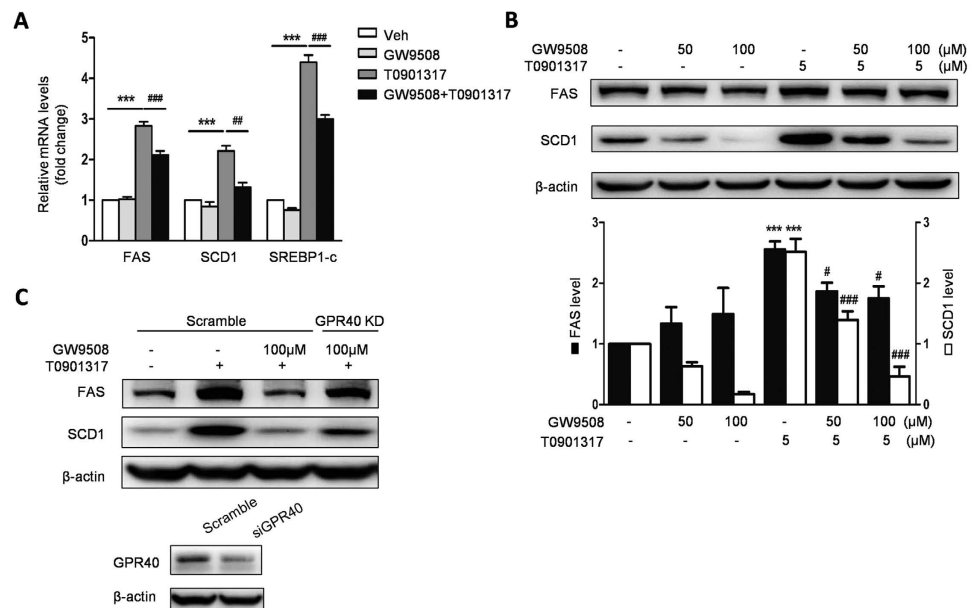 A
Relative mRNA levels
(fold change)
5
4
3
2
1
0
*** ###
*** ##
*** ###
FAS SCD1 SREBP1-c
Veh
GW9508
T0901317
GW9508+T0901317
B
GW9508 - 50 100 - 50 100 (μM)
T0901317 - - - 5 5 5 (μM)
FAS
SCD1
β-actin
FAS level
3
2
1
0
*** ***
#
###
#
###
3
2
1
0
SCD1 level
GW9508 - 50 100 - 50 100 (μM)
T0901317 - - - 5 5 5 (μM)
C
Scramble GPR40 KD
GW9508 - - 100μM 100μM
T0901317 - + + +
FAS
SCD1
β-actin
Scramble
siGPR40
GPR40
β-actin